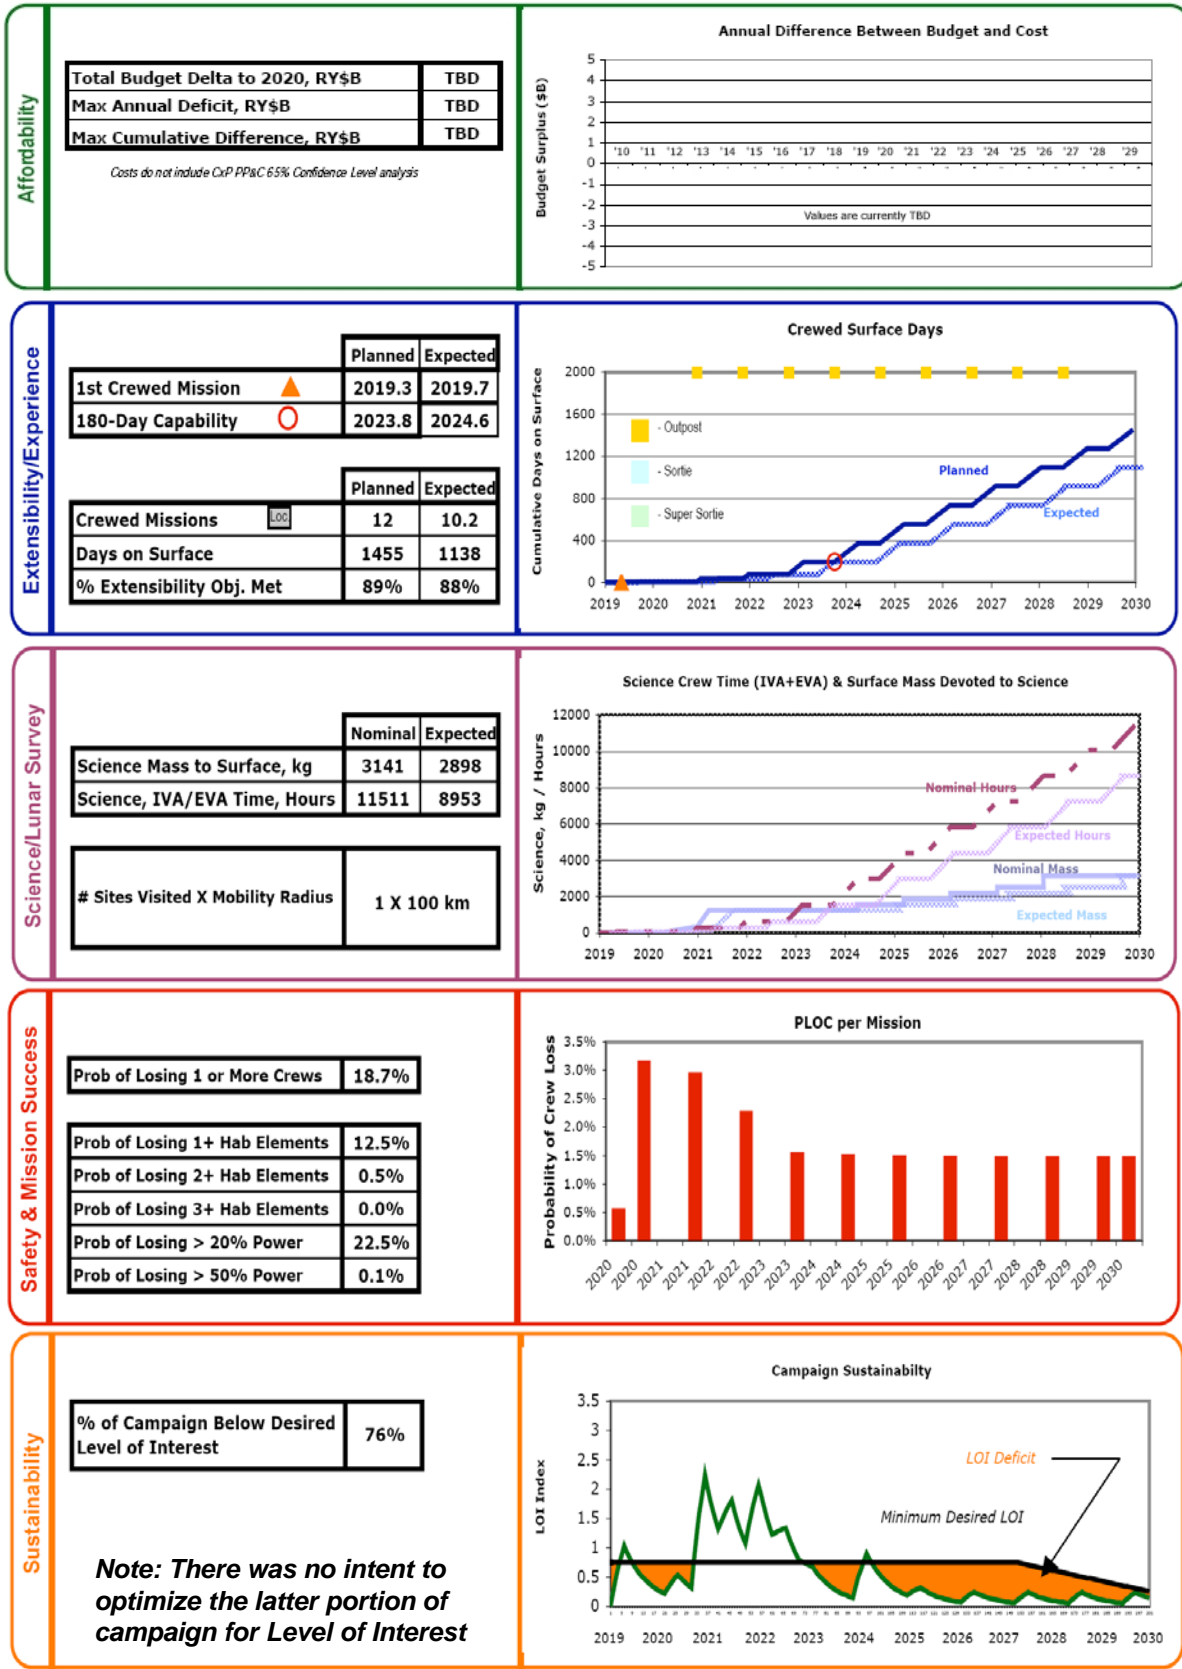 Affordability
Total Budget Delta to 2020, RY$B TBD
Max Annual Deficit, RY$B TBD
Max Cumulative Difference, RY$B TBD
Costs do not include CxP PP&C 65% Confidence Level analysis
Annual Difference Between Budget and Cost
Budget Surplus ($B)
5
4
3
2
1
0
-1
-2
-3
-4
-5
'10 '11 '12 '13 '14 '15 '16 '17 '18 '19 '20 '21 '22 '23 '24 '25 '26 '27 '28 '29
Values are currently TBD
Extensibility/Experience
Planned Expected
1st Crewed Mission 2019.3 2019.7
180-Day Capability 2023.8 2024.6
Planned Expected
Crewed Missions Loc 12 10.2
Days on Surface 1455 1138
% Extensibility Obj. Met 89% 88%
Crewed Surface Days
Cumulative Days on Surface
2000
1600
1200
800
400
0
- Outpost
- Sortie
- Super Sortie
Planned
Expected
2019 2020 2021 2022 2023 2024 2026 2027 2028 2029 2030
Science/Lunar Survey
Nominal Expected
Science Mass to Surface, kg 3141 2898
Science, IVA/EVA Time, Hours 11511 8953
# Sites Visited X Mobility Radius 1 X 100 km
Science Crew Time (IVA+EVA) & Surface Mass Devoted to Science
Science, kg / Hours
12000
10000
8000
6000
4000
2000
0
Nominal Hours
Expected Hours
Nominal Mass
Expected Mass
2019 2020 2021 2022 2023 2024 2025 2026 2027 2028 2029 2030
Safety & Mission Success
Prob of Losing 1 or More Crews 18.7%
Prob of Losing 1+ Hab Elements 12.5%
Prob of Losing 2+ Hab Elements 0.5%
Prob of Losing 3+ Hab Elements 0.0%
Prob of Losing > 20% Power 22.5%
Prob of Losing > 50% Power 0.1%
PLOC per Mission
Probability of Crew Loss
3.5%
3.0%
2.5%
2.0%
1.5%
1.0%
0.5%
0.0%
2020 2020 2021 2021 2022 2022 2023 2023 2024 2024 2025 2025 2026 2026 2027 2027 2028 2028 2029 2029 2030
Sustainability
% of Campaign Below Desired
Level of Interest 76%
Note: There was no intent to
optimize the latter portion of
campaign for Level of Interest
Campaign Sustainabilty
LOI Index
3.5
3
2.5
2
1.5
1
0.5
0
LOI Deficit
Minimum Desired LOI
2019 2020 2021 2022 2023 2024 2025 2026 2027 2028 2029 2030